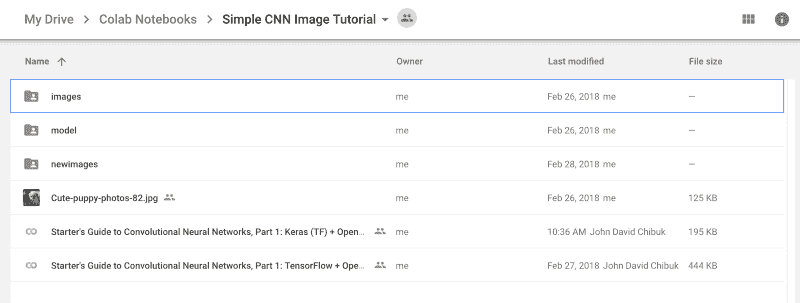 My Drive > Colab Notebooks > Simple CNN Image Tutorial
Name Owner Last modified File size
images me Feb 26, 2018 me —
model me Feb 26, 2018 me —
newimages me Feb 28, 2018 me —
Cute-puppy-photos-82.jpg me Feb 26, 2018 me 125 KB
Starter's Guide to Convolutional Neural Networks, Part 1: Keras (TF) + Open... me 10:36 AM John David Chibuk 195 KB
Starter's Guide to Convolutional Neural Networks, Part 1: TensorFlow + Ope... me Feb 27, 2018 John David Chibuk 444 KB